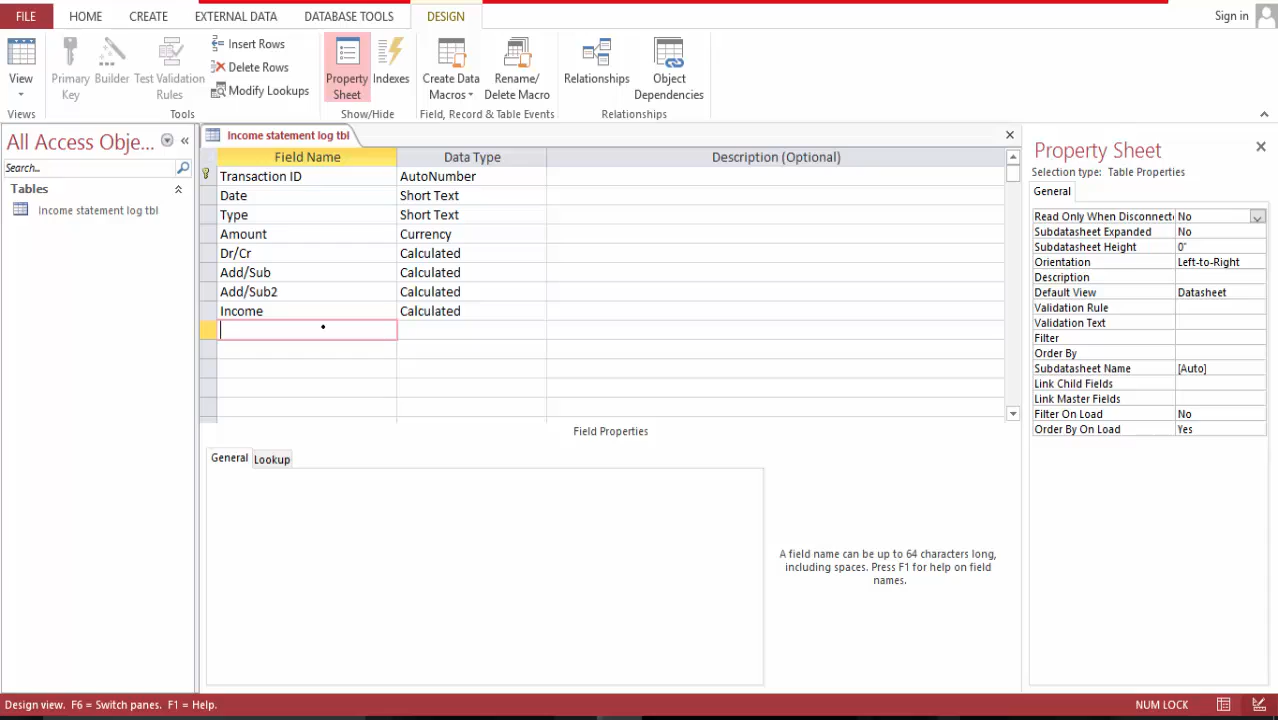 FILE HOME CREATE EXTERNAL DATA DATABASE TOOLS DESIGN Sign in
View Primary Key Builder Test Validation Rules Insert Rows Delete Rows Modify Lookups Property Sheet Indexes Create Data Macros Rename/ Delete Macro Relationships Object Dependencies
Views Tools Show/Hide Field, Record & Table Events Relationships
All Access Obje... «
Search...
Tables
Income statement log tbl
Income statement log tbl
Field Name Data Type Description (Optional)
Transaction ID AutoNumber
Date Short Text
Type Short Text
Amount Currency
Dr/Cr Calculated
Add/Sub Calculated
Add/Sub2 Calculated
Income Calculated
Field Properties
General Lookup
A field name can be up to 64 characters long,
including spaces. Press F1 for help on field
names.
Property Sheet
Selection type: Table Properties
General
Read Only When Disconnect No
Subdatasheet Expanded No
Subdatasheet Height 0"
Orientation Left-to-Right
Description
Default View Datasheet
Validation Rule
Validation Text
Filter
Order By
Subdatasheet Name [Auto]
Link Child Fields
Link Master Fields
Filter On Load No
Order By On Load Yes
Design view. F6 = Switch panes. F1 = Help. NUM LOCK